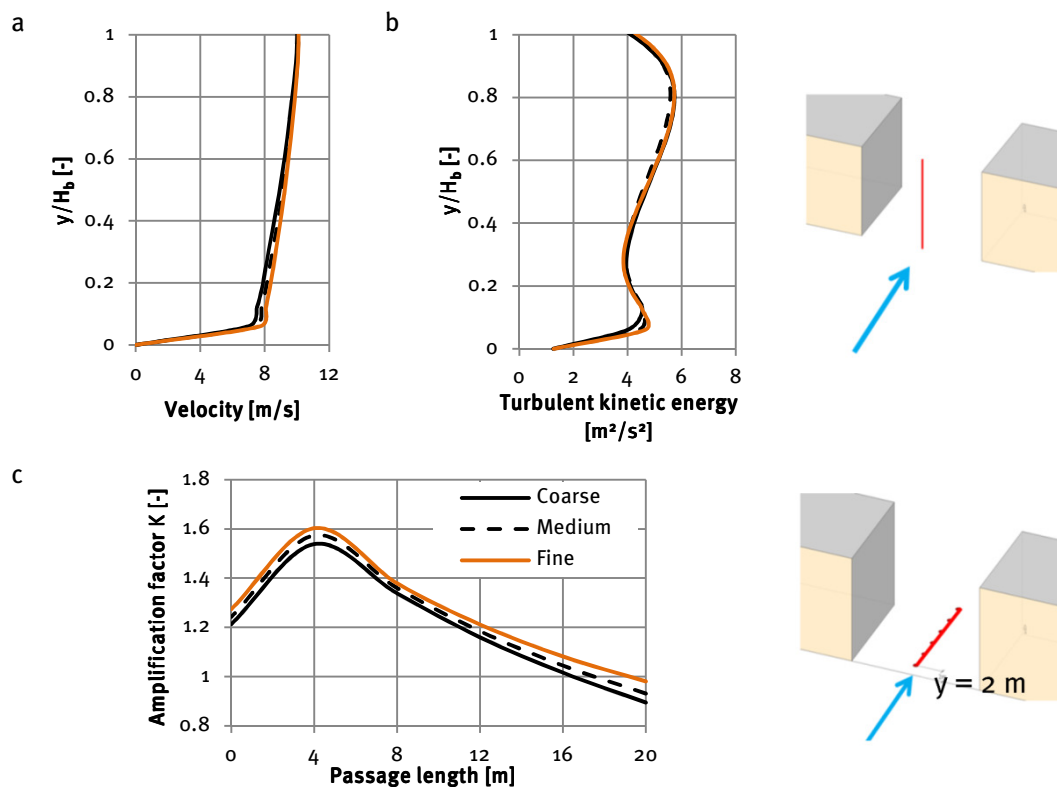 a
1
0.8
0.6
0.4
0.2
0
y/Hb [-]
0 4 8 12
Velocity [m/s]
b
1
0.8
0.6
0.4
0.2
0
y/Hb [-]
0 2 4 6 8
Turbulent kinetic energy
[m²/s²]
c
1.8
1.6
1.4
1.2
1
0.8
Amplification factor K [-]
Coarse
Medium
Fine
0 4 8 12 16 20
Passage length [m]
y = 2 m